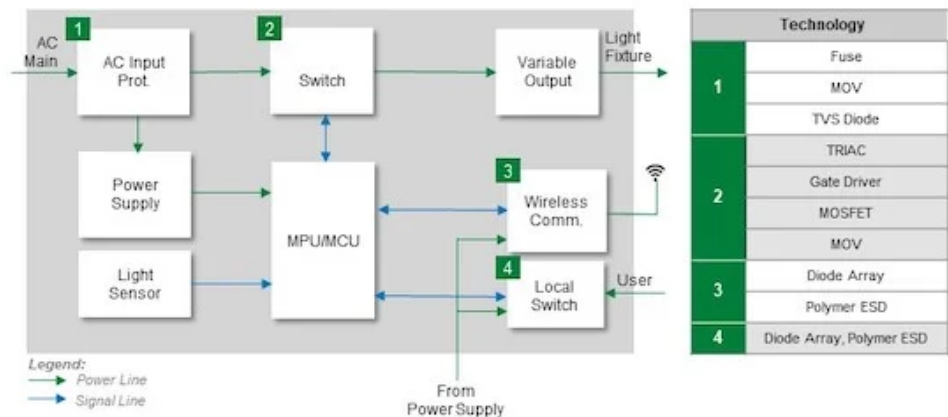 1
2
AC
Main
AC Input
Prot.
Switch
Variable
Output
Light
Fixture
Power
Supply
MPU/MCU
3
Wireless
Comm.
Light
Sensor
4
Local
Switch
User
Legend:
Power Line
Signal Line
From
Power Supply
Technology
1
Fuse
MOV
TVS Diode
2
TRIAC
Gate Driver
MOSFET
MOV
3
Diode Array
Polymer ESD
4
Diode Array, Polymer ESD